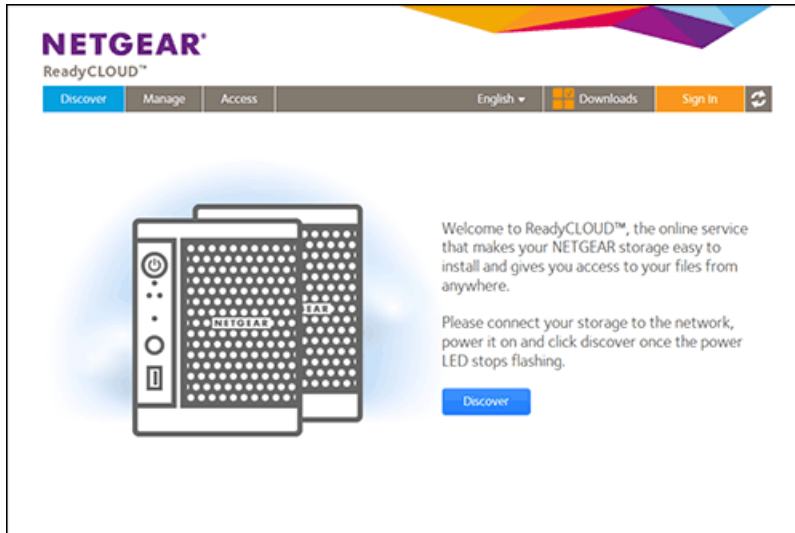 NETGEAR®
ReadyCLOUD™
Discover Manage Access English Downloads Sign In
Welcome to ReadyCLOUD™, the online service
that makes your NETGEAR storage easy to
install and gives you access to your files from
anywhere.
Please connect your storage to the network,
power it on and click discover once the power
LED stops flashing.
Discover
NETGEAR
EAR